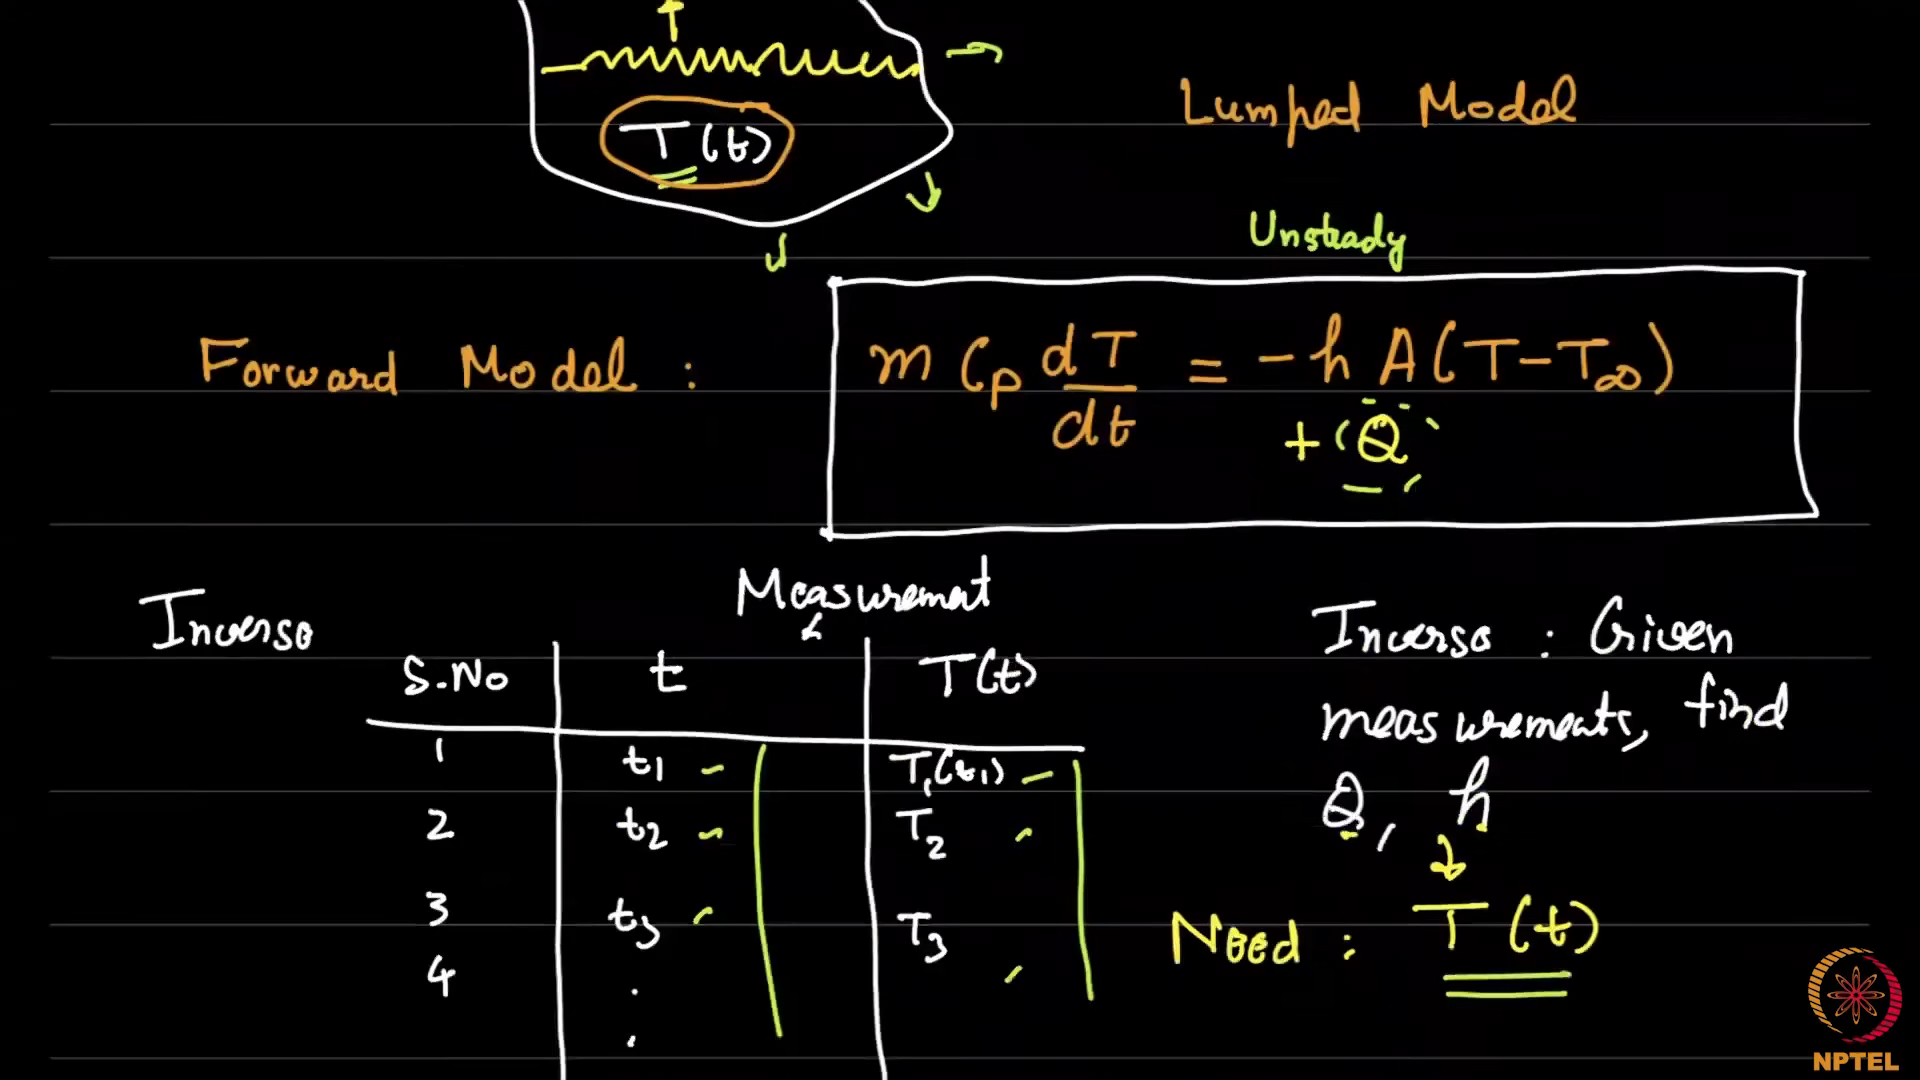 T(t)
Lumped Model
Unsteady
Forward Model : m Cp dT/dt = -h A(T-T∞)
+ Q
Measurement
Inverse
S.No t T(t)
1 t1 T1(t1)
2 t2 T2
3 t3 T3
4 .
.
Inverse : Given
measurements, find
Q, h
Need : T(t)
NPTEL